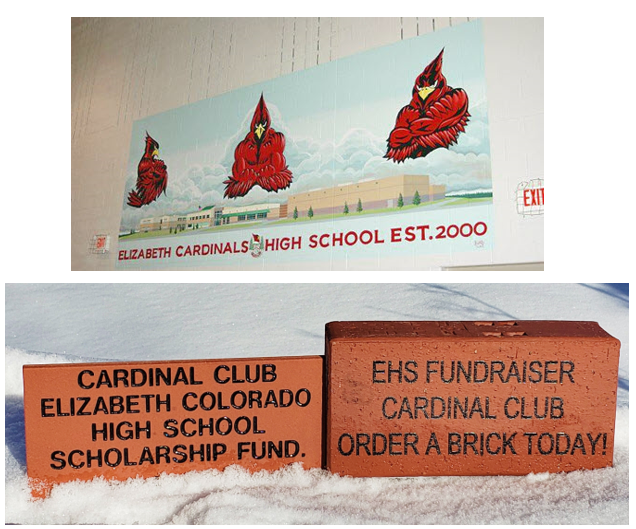 EXIT
ELIZABETH CARDINALS HIGH SCHOOL EST.2000
EXIT
CARDINAL CLUB
ELIZABETH COLORADO
HIGH SCHOOL
SCHOLARSHIP FUND.
EHS FUNDRAISER
CARDINAL CLUB
ORDER A BRICK TODAY!